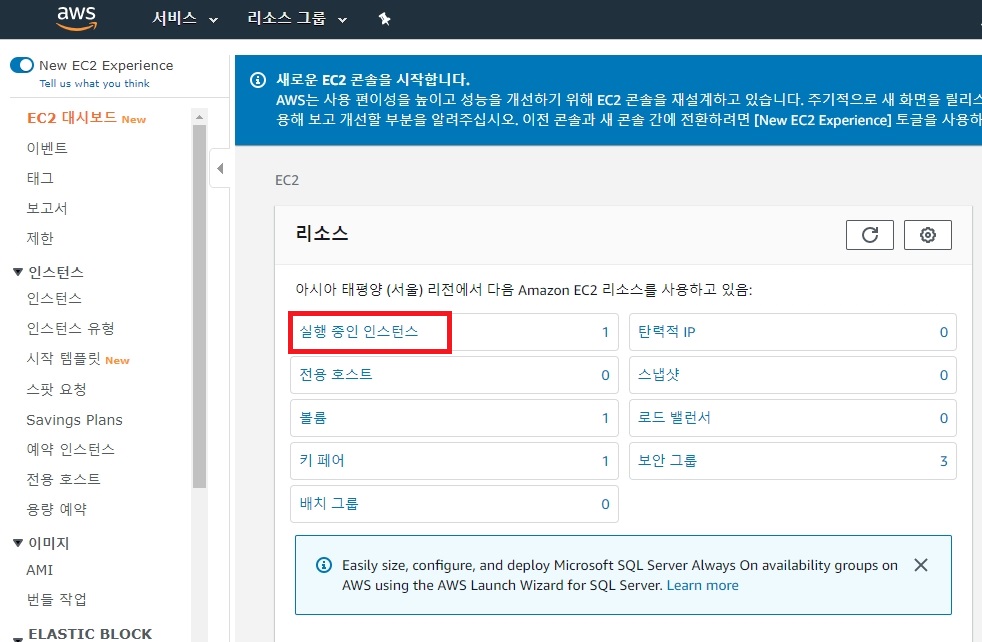 aws 서비스 리소스 그룹
New EC2 Experience
Tell us what you think
EC2 대시보드 New
이벤트
태그
보고서
제한
인스턴스
인스턴스
인스턴스 유형
시작 템플릿 New
스팟 요청
Savings Plans
예약 인스턴스
전용 호스트
용량 예약
이미지
AMI
번들 작업
ELASTIC BLOCK
새로운 EC2 콘솔을 시작합니다.
AWS는 사용 편이성을 높이고 성능을 개선하기 위해 EC2 콘솔을 재설계하고 있습니다. 주기적으로 새 화면을 릴리스
용해 보고 개선할 부분을 알려주십시오. 이전 콘솔과 새 콘솔 간에 전환하려면 [New EC2 Experience] 토글을 사용하
EC2
리소스
아시아 태평양 (서울) 리전에서 다음 Amazon EC2 리소스를 사용하고 있음:
실행 중인 인스턴스 1 탄력적 IP 0
전용 호스트 0 스냅샷 0
볼륨 1 로드 밸런서 0
키 페어 1 보안 그룹 3
배치 그룹 0
Easily size, configure, and deploy Microsoft SQL Server Always On availability groups on
AWS using the AWS Launch Wizard for SQL Server. Learn more